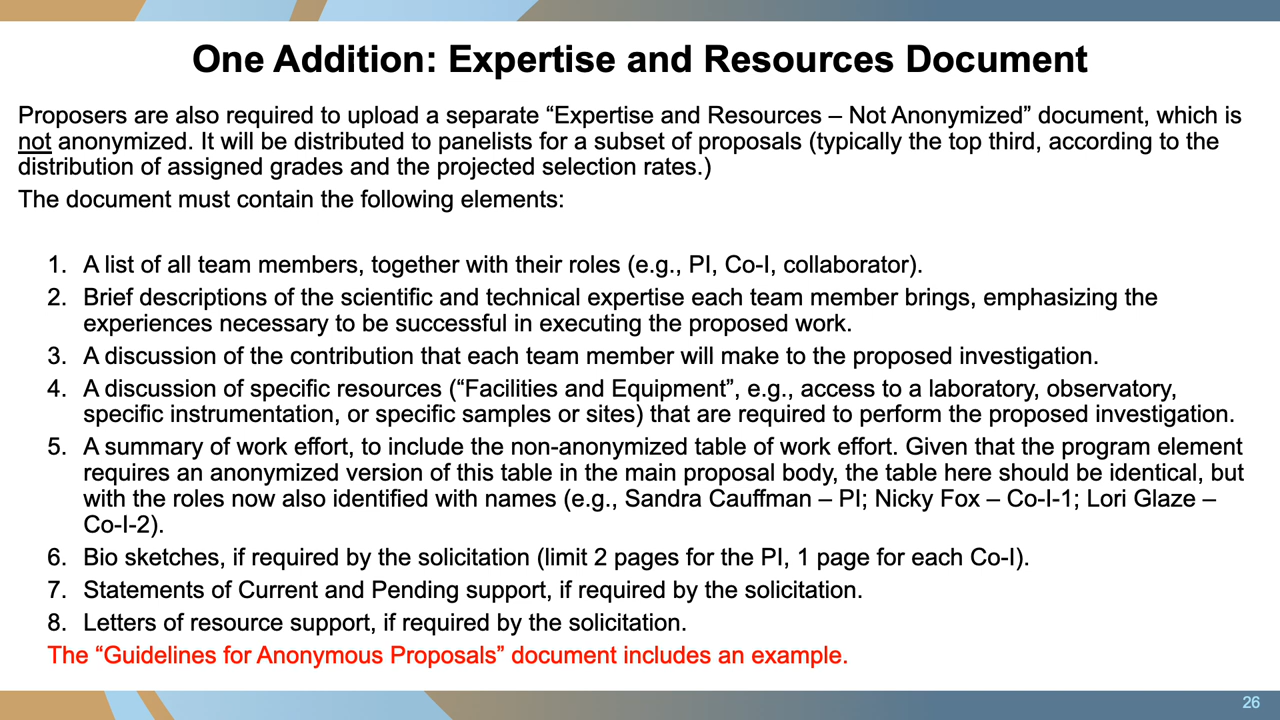 One Addition: Expertise and Resources Document
Proposers are also required to upload a separate “Expertise and Resources – Not Anonymized” document, which is
not anonymized. It will be distributed to panelists for a subset of proposals (typically the top third, according to the
distribution of assigned grades and the projected selection rates.)
The document must contain the following elements:
1. A list of all team members, together with their roles (e.g., PI, Co-I, collaborator).
2. Brief descriptions of the scientific and technical expertise each team member brings, emphasizing the
experiences necessary to be successful in executing the proposed work.
3. A discussion of the contribution that each team member will make to the proposed investigation.
4. A discussion of specific resources (“Facilities and Equipment”, e.g., access to a laboratory, observatory,
specific instrumentation, or specific samples or sites) that are required to perform the proposed investigation.
5. A summary of work effort, to include the non-anonymized table of work effort. Given that the program element
requires an anonymized version of this table in the main proposal body, the table here should be identical, but
with the roles now also identified with names (e.g., Sandra Cauffman – PI; Nicky Fox – Co-I-1; Lori Glaze –
Co-I-2).
6. Bio sketches, if required by the solicitation (limit 2 pages for the PI, 1 page for each Co-I).
7. Statements of Current and Pending support, if required by the solicitation.
8. Letters of resource support, if required by the solicitation.
The “Guidelines for Anonymous Proposals” document includes an example.
26